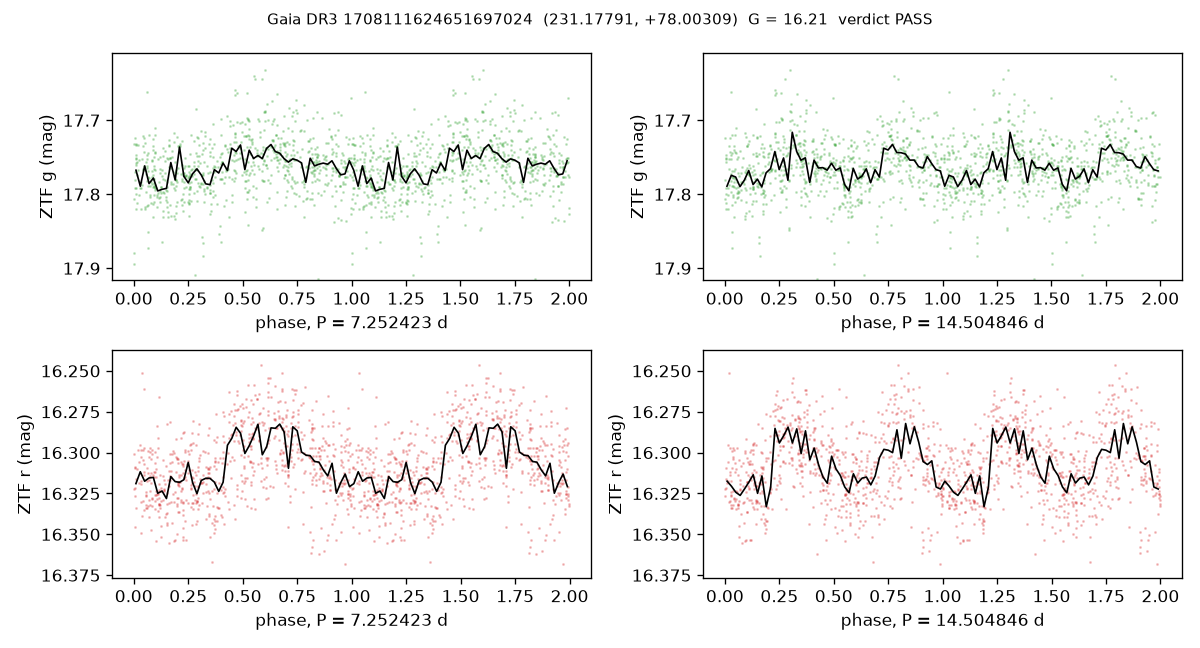 Gaia DR3 1708111624651697024 (231.17791, +78.00309) G = 16.21 verdict PASS
ZTF g (mag)
17.7
17.8
17.9
0.00 0.25 0.50 0.75 1.00 1.25 1.50 1.75 2.00
phase, P = 7.252423 d
ZTF g (mag)
17.7
17.8
17.9
0.00 0.25 0.50 0.75 1.00 1.25 1.50 1.75 2.00
phase, P = 14.504846 d
ZTF r (mag)
16.250
16.275
16.300
16.325
16.350
16.375
0.00 0.25 0.50 0.75 1.00 1.25 1.50 1.75 2.00
phase, P = 7.252423 d
ZTF r (mag)
16.250
16.275
16.300
16.325
16.350
16.375
0.00 0.25 0.50 0.75 1.00 1.25 1.50 1.75 2.00
phase, P = 14.504846 d